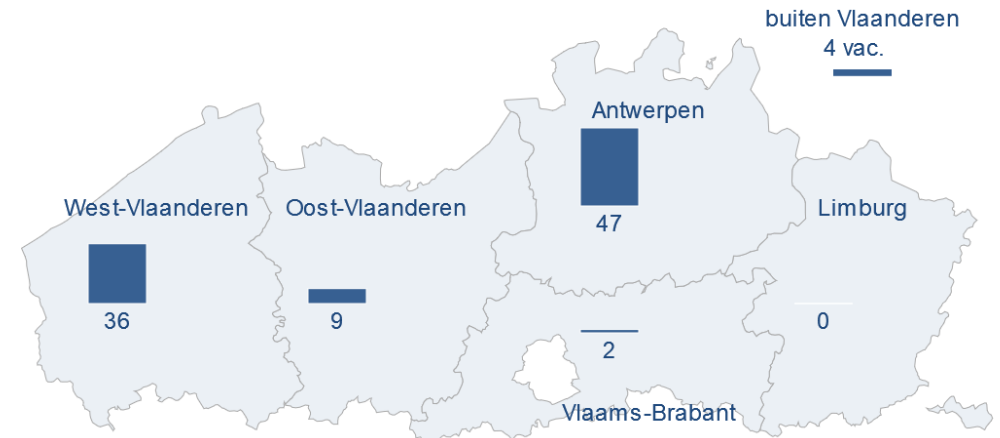 buiten Vlaanderen
4 vac.
Antwerpen
47
West-Vlaanderen
36
Oost-Vlaanderen
9
Limburg
0
2
Vlaams-Brabant